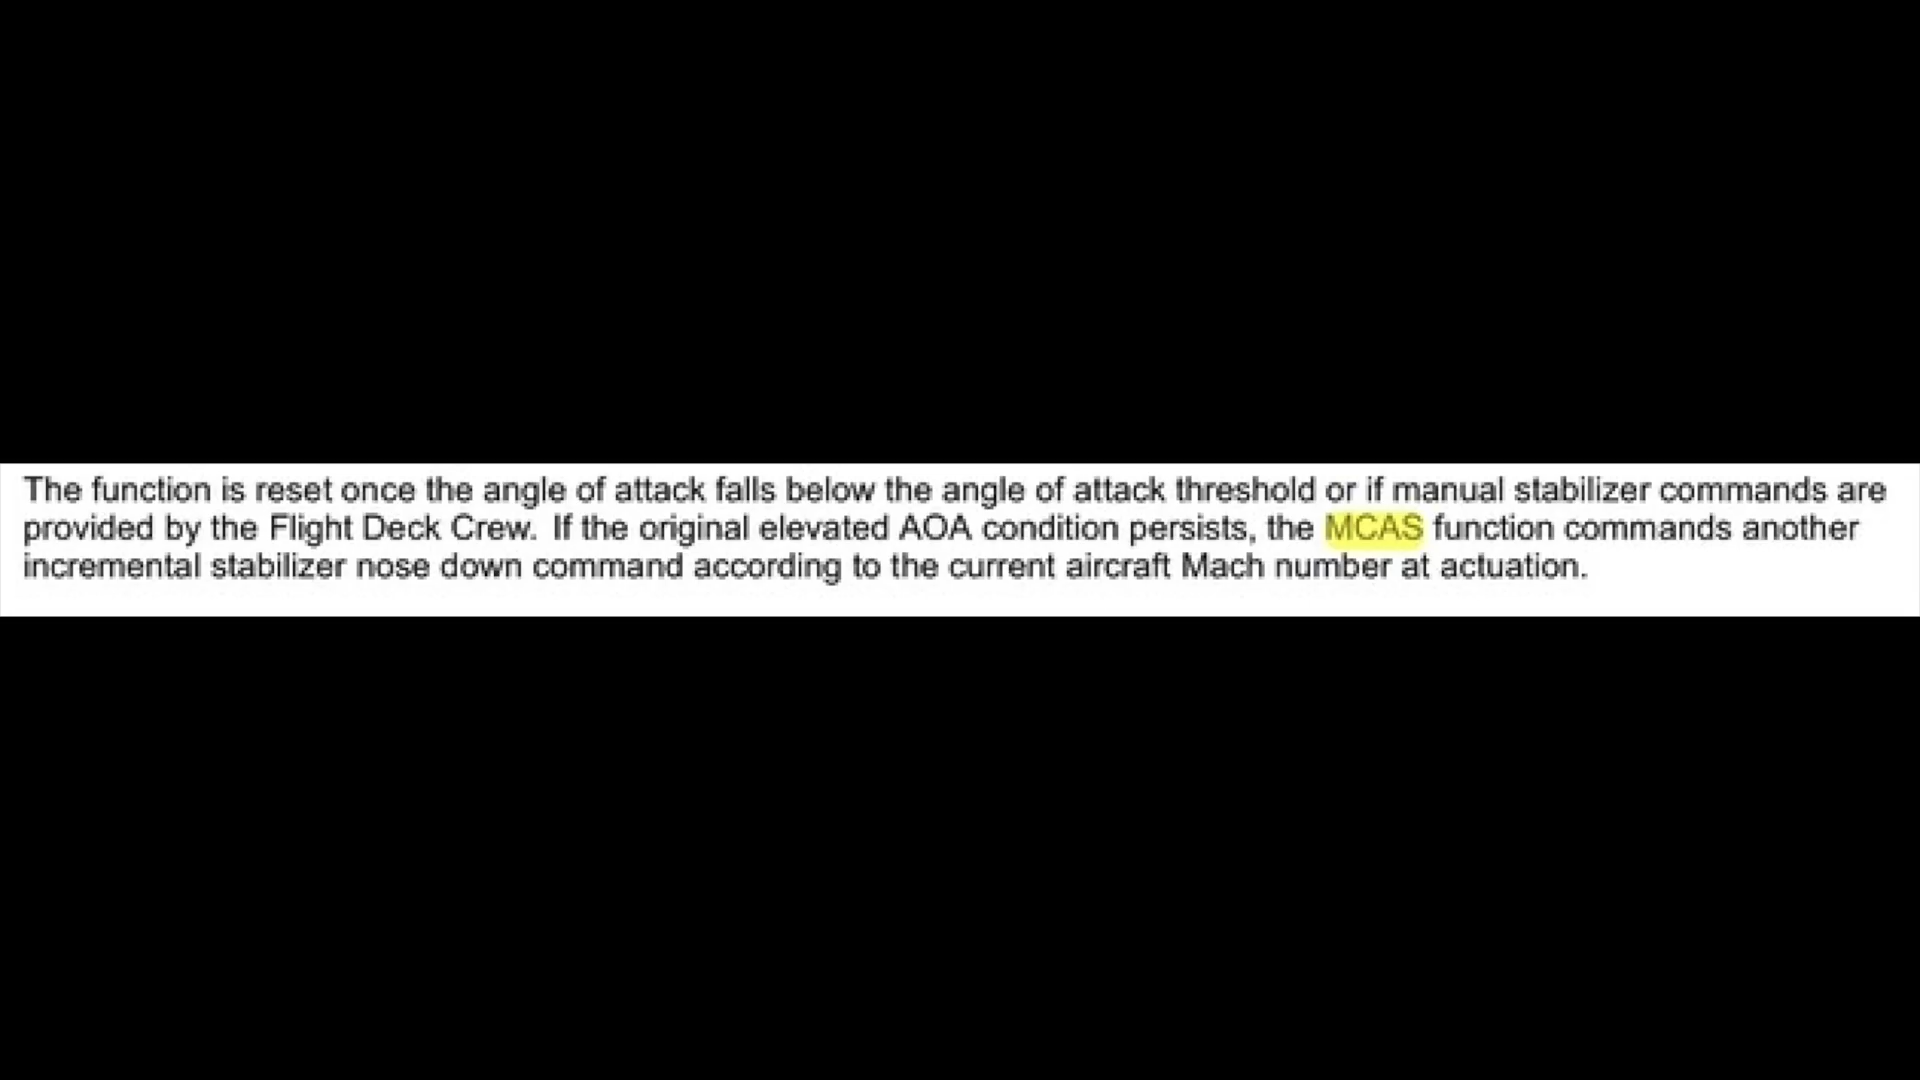 The function is reset once the angle of attack falls below the angle of attack threshold or if manual stabilizer commands are
provided by the Flight Deck Crew. If the original elevated AOA condition persists, the MCAS function commands another
incremental stabilizer nose down command according to the current aircraft Mach number at actuation.